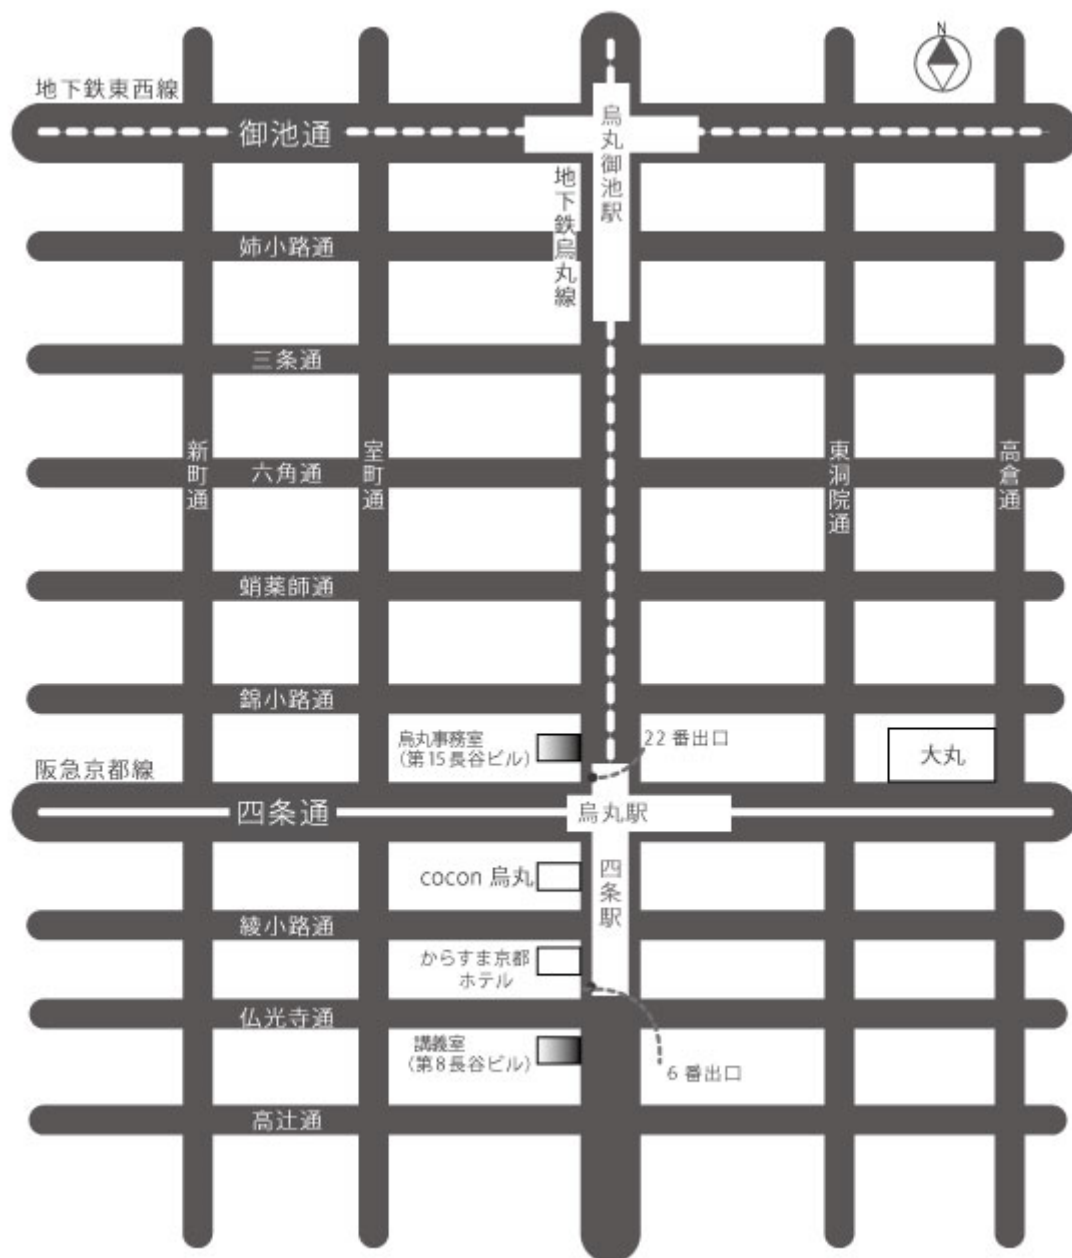 N
地下鉄東西線
御池通
烏丸御池駅
地下鉄烏丸線
姉小路通
三条通
新町通
室町通
六角通
東洞院通
高倉通
蛸薬師通
錦小路通
烏丸事務室
(第15長谷ビル)
22 番出口
大丸
阪急京都線
四条通
烏丸駅
四条駅
cocon 烏丸
綾小路通
からすま京都
ホテル
仏光寺通
講義室
(第8長谷ビル)
6 番出口
高辻通